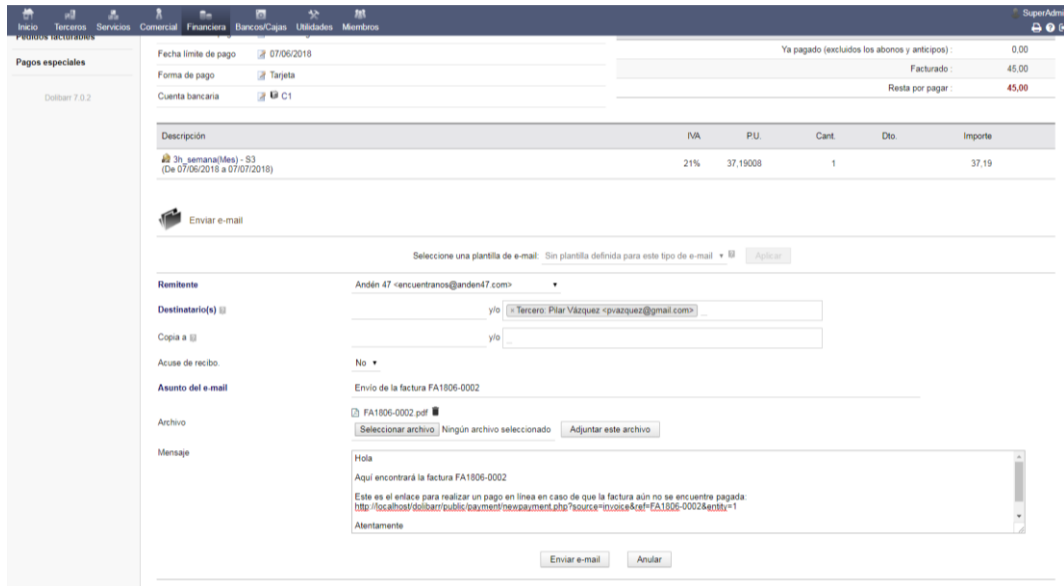 Inicio Terceros Servicios Comercial Financiera Bancos/Cajas Utilidades Miembros
Pedidos facturables
Pagos especiales
Dolibarr 7.0.2
Fecha límite de pago 07/06/2018
Forma de pago Tarjeta
Cuenta bancaria C1
Ya pagado (excluidos los abonos y anticipos) : 0,00
Facturado : 45,00
Resta por pagar : 45,00
Descripción IVA P.U. Cant. Dto. Importe
3h_semana(Mes) - S3
(De 07/06/2018 a 07/07/2018) 21% 37,19008 1 37,19
Enviar e-mail
Seleccione una plantilla de e-mail: Sin plantilla definida para este tipo de e-mail Aplicar
Remitente Andén 47 <encuentranos@anden47.com>
Destinatario(s) y/o × Tercero: Pilar Vázquez <pvazquez@gmail.com>
Copia a y/o
Acuse de recibo. No
Asunto del e-mail Envío de la factura FA1806-0002
Archivo FA1806-0002.pdf
Seleccionar archivo Ningún archivo seleccionado Adjuntar este archivo
Mensaje
Hola
Aquí encontrará la factura FA1806-0002
Este es el enlace para realizar un pago en línea en caso de que la factura aún no se encuentre pagada:
http://localhost/dolibarr/public/payment/newpayment.php?source=invoice&ref=FA1806-0002&entity=1
Atentamente
Enviar e-mail Anular